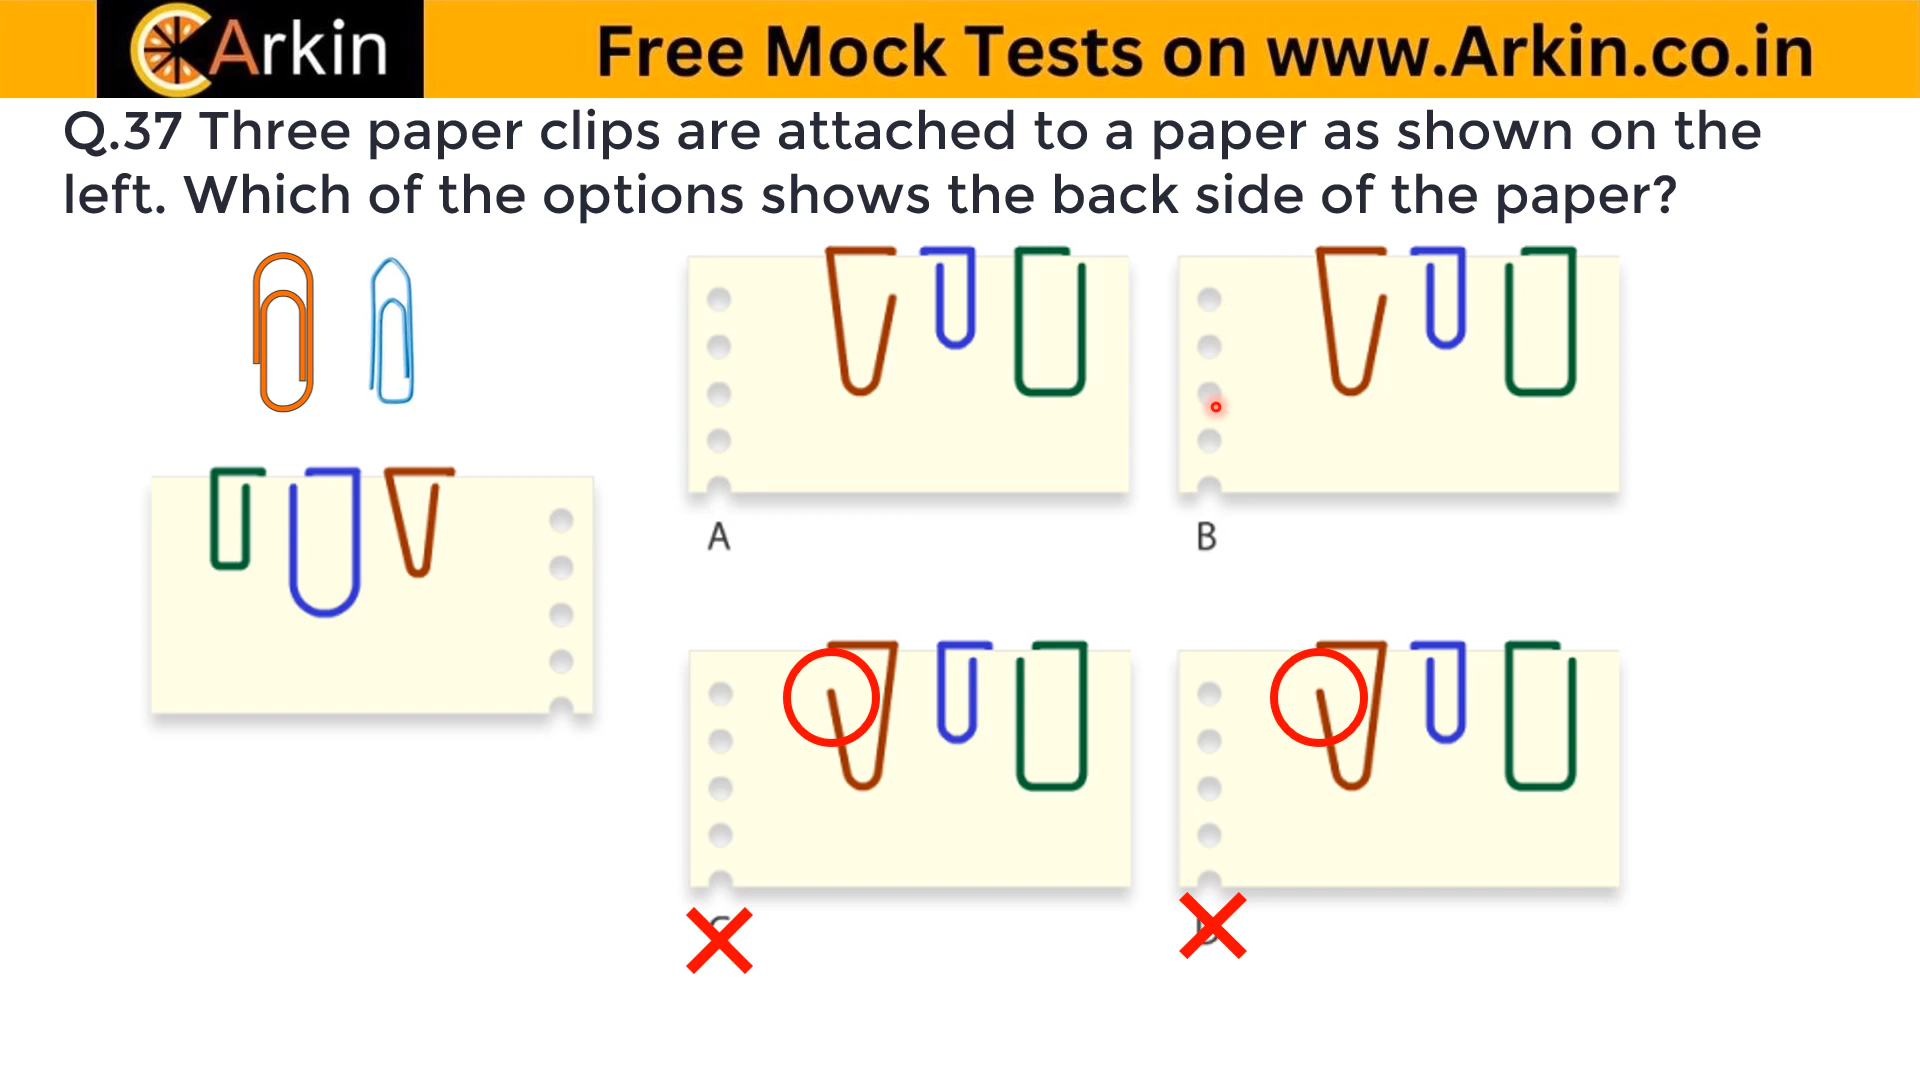 Arkin
Free Mock Tests on www.Arkin.co.in
Q.37 Three paper clips are attached to a paper as shown on the
left. Which of the options shows the back side of the paper?
A
B
C
D